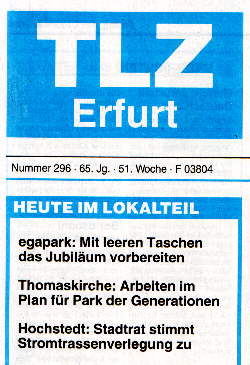 TLZ
Erfurt
Nummer 296 · 65. Jg. · 51. Woche · F 03804
HEUTE IM LOKALTEIL
egapark: Mit leeren Taschen
das Jubiläum vorbereiten
Thomaskirche: Arbeiten im
Plan für Park der Generationen
Hochstedt: Stadtrat stimmt
Stromtrassenverlegung zu